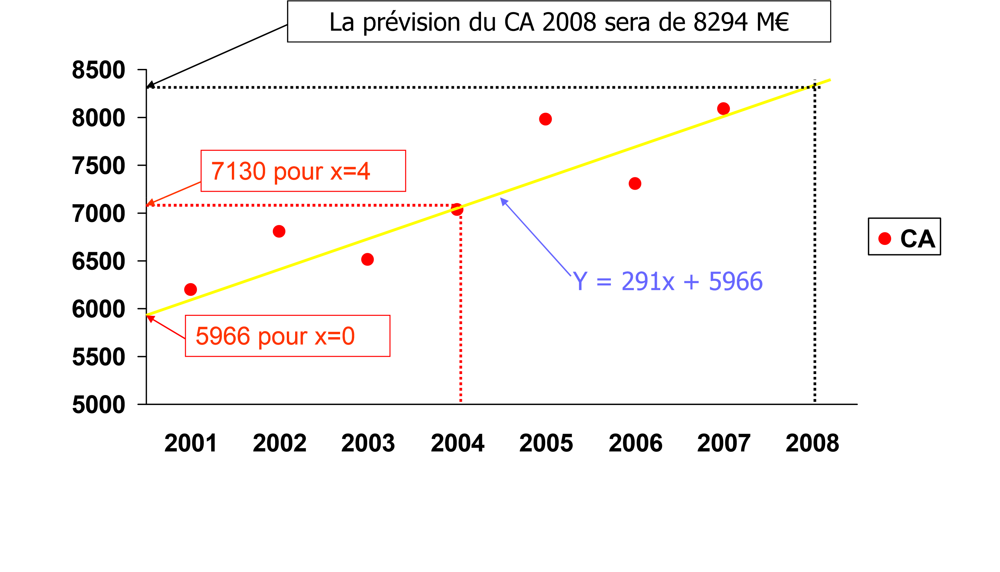 La prévision du CA 2008 sera de 8294 M€
8500
8000
7500
7130 pour x=4
7000
6500
Y = 291x + 5966
CA
6000
5966 pour x=0
5500
5000
2001 2002 2003 2004 2005 2006 2007 2008